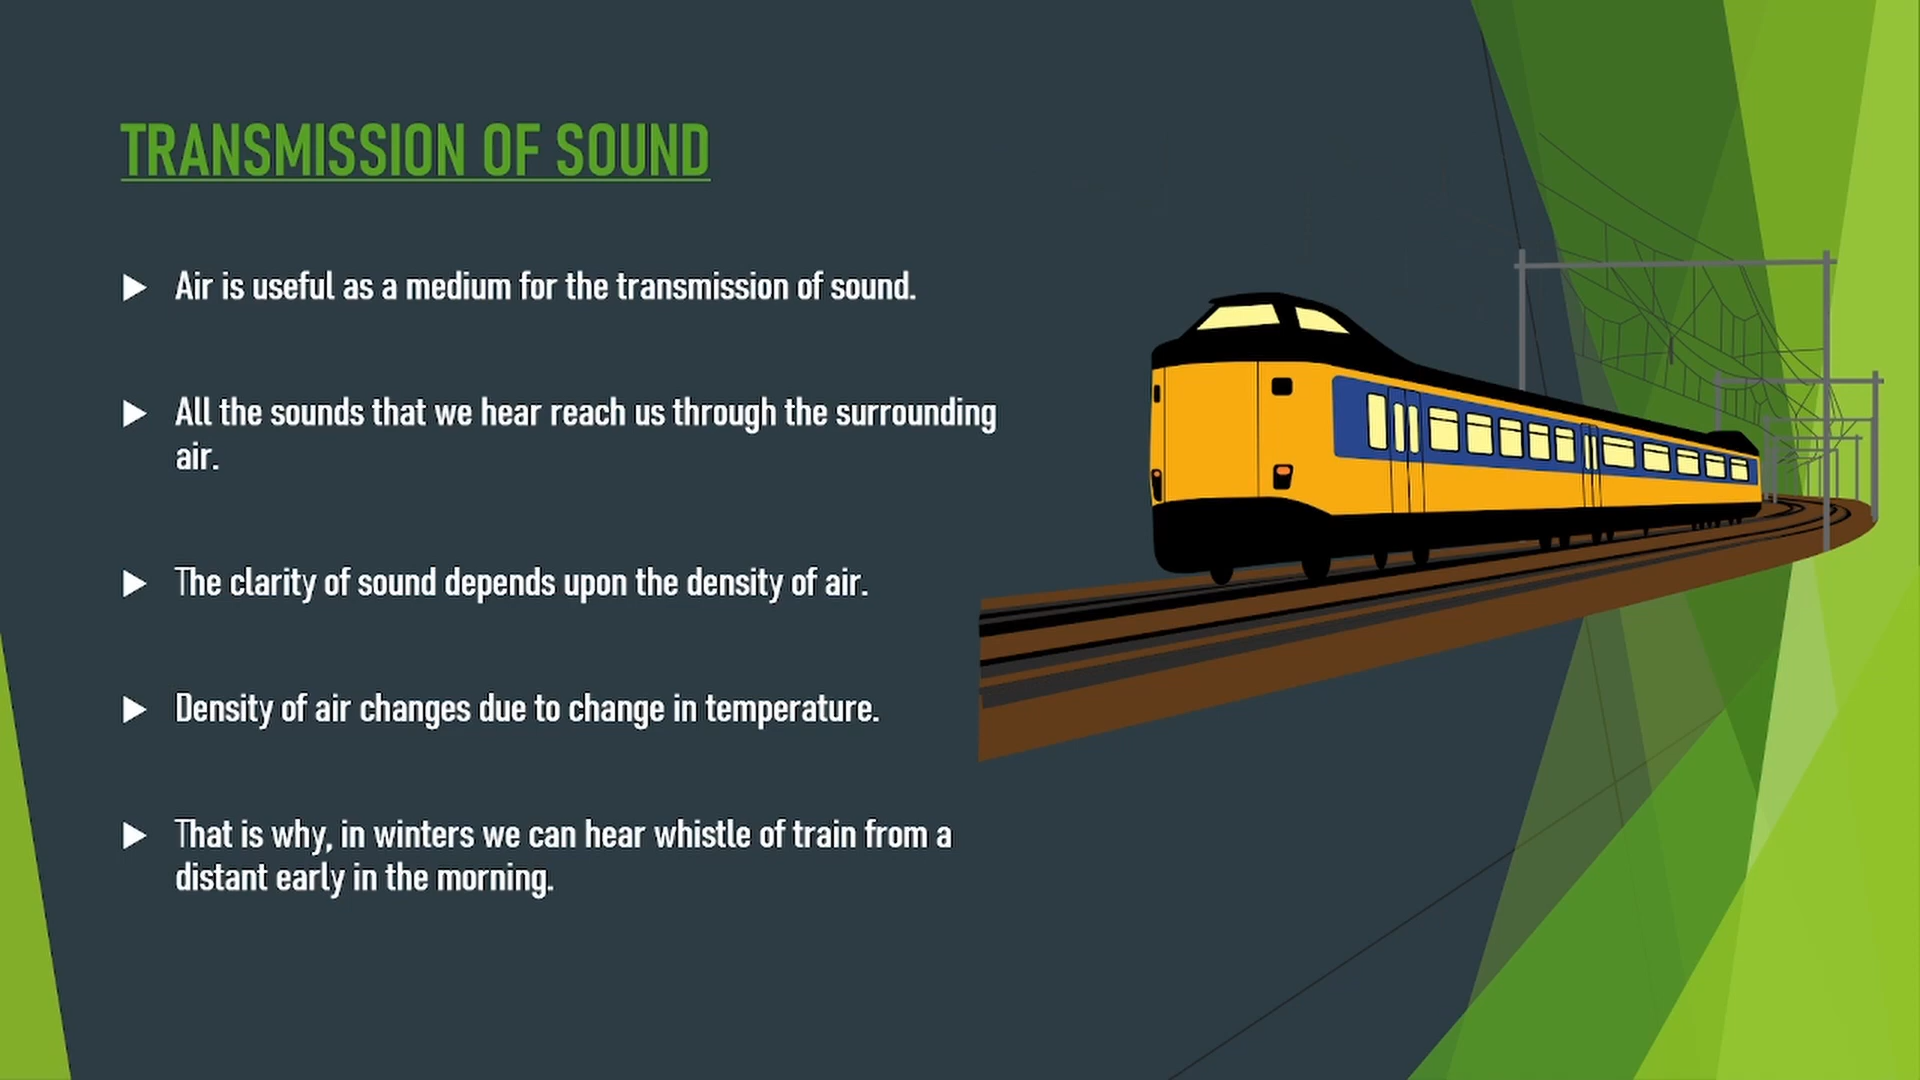 TRANSMISSION OF SOUND
Air is useful as a medium for the transmission of sound.
All the sounds that we hear reach us through the surrounding
air.
The clarity of sound depends upon the density of air.
Density of air changes due to change in temperature.
That is why, in winters we can hear whistle of train from a
distant early in the morning.